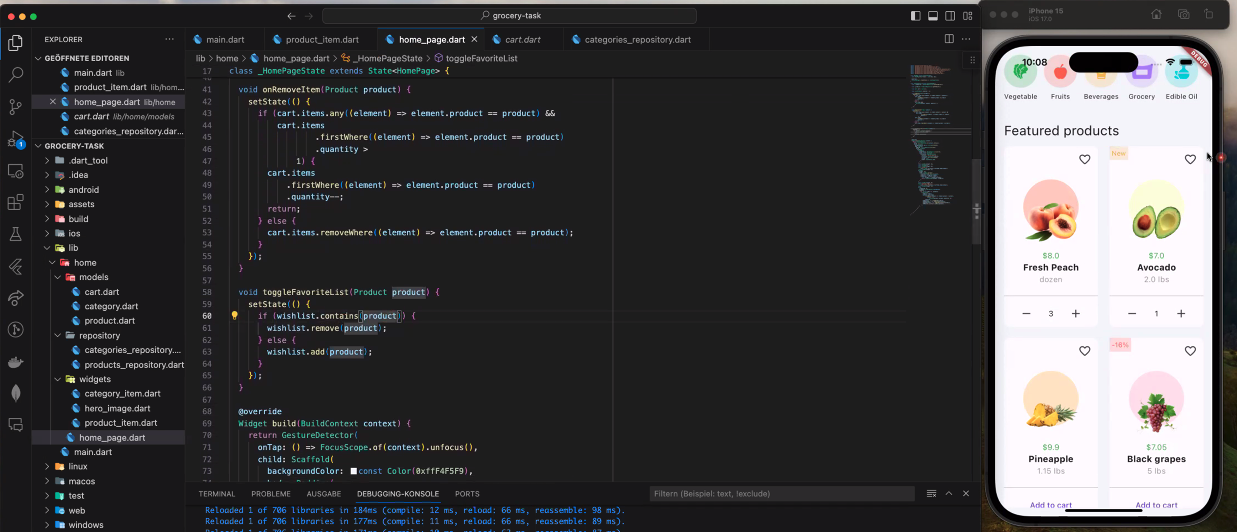 grocery-task
EXPLORER
GEÖFFNETE EDITOREN
main.dart lib
product_item.dart lib/hom...
home_page.dart lib/home
cart.dart lib/home/models
categories_repository.dar...
GROCERY-TASK
.dart_tool
.idea
android
assets
build
ios
lib
home
models
cart.dart
category.dart
product.dart
repository
categories_repository....
products_repository.dart
widgets
category_item.dart
hero_image.dart
product_item.dart
home_page.dart
main.dart
linux
macos
test
web
windows
1
main.dart
product_item.dart
home_page.dart
cart.dart
categories_repository.dart
lib > home > home_page.dart > _HomePageState > toggleFavoriteList
17 class _HomePageState extends State<HomePage> {
41 void onRemoveItem(Product product) {
42 setState(() {
43 if (cart.items.any((element) => element.product == product) &&
44 cart.items
45 .firstWhere((element) => element.product == product)
46 .quantity >
47 1) {
48 cart.items
49 .firstWhere((element) => element.product == product)
50 .quantity--;
51 return;
52 } else {
53 cart.items.removeWhere((element) => element.product == product);
54 }
55 });
56 }
57
58 void toggleFavoriteList(Product product) {
59 setState(() {
60 if (wishlist.contains(product)) {
61 wishlist.remove(product);
62 } else {
63 wishlist.add(product);
64 }
65 });
66 }
67
68 @override
69 Widget build(BuildContext context) {
70 return GestureDetector(
71 onTap: () => FocusScope.of(context).unfocus(),
72 child: Scaffold(
73 backgroundColor: const Color(0xffF4F5F9),
TERMINAL
PROBLEME
AUSGABE
DEBUGGING-KONSOLE
PORTS
Filtern (Beispiel: text, !exclude)
Reloaded 1 of 706 libraries in 184ms (compile: 12 ms, reload: 66 ms, reassemble: 98 ms).
Reloaded 1 of 706 libraries in 177ms (compile: 11 ms, reload: 66 ms, reassemble: 89 ms).
iPhone 15
iOS 17.0
10:08
DEBUG
Vegetable
Fruits
Beverages
Grocery
Edible Oil
Featured products
$8.0
Fresh Peach
dozen
3
New
$7.0
Avocado
2.0 lbs
1
$9.9
Pineapple
1.15 lbs
Add to cart
-16%
$7.05
Black grapes
5 lbs
Add to cart